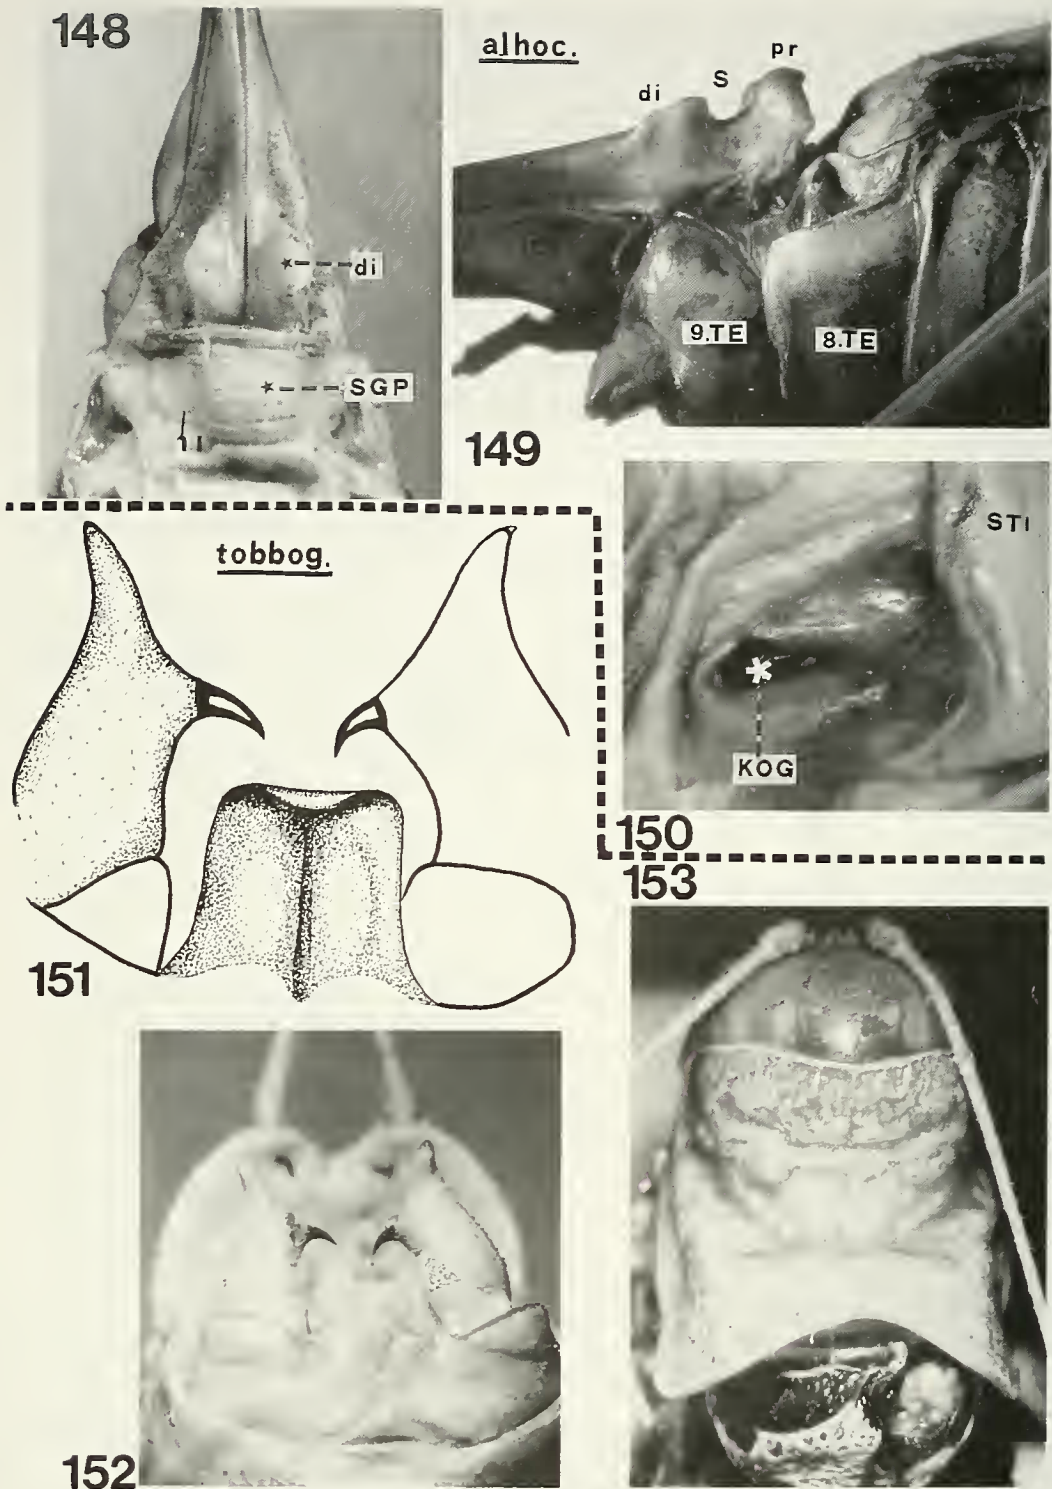 148
di
SGP
alhoc.
di S pr
9.TE 8.TE
149
STI
KOG
150
tobbog.
151
152
153